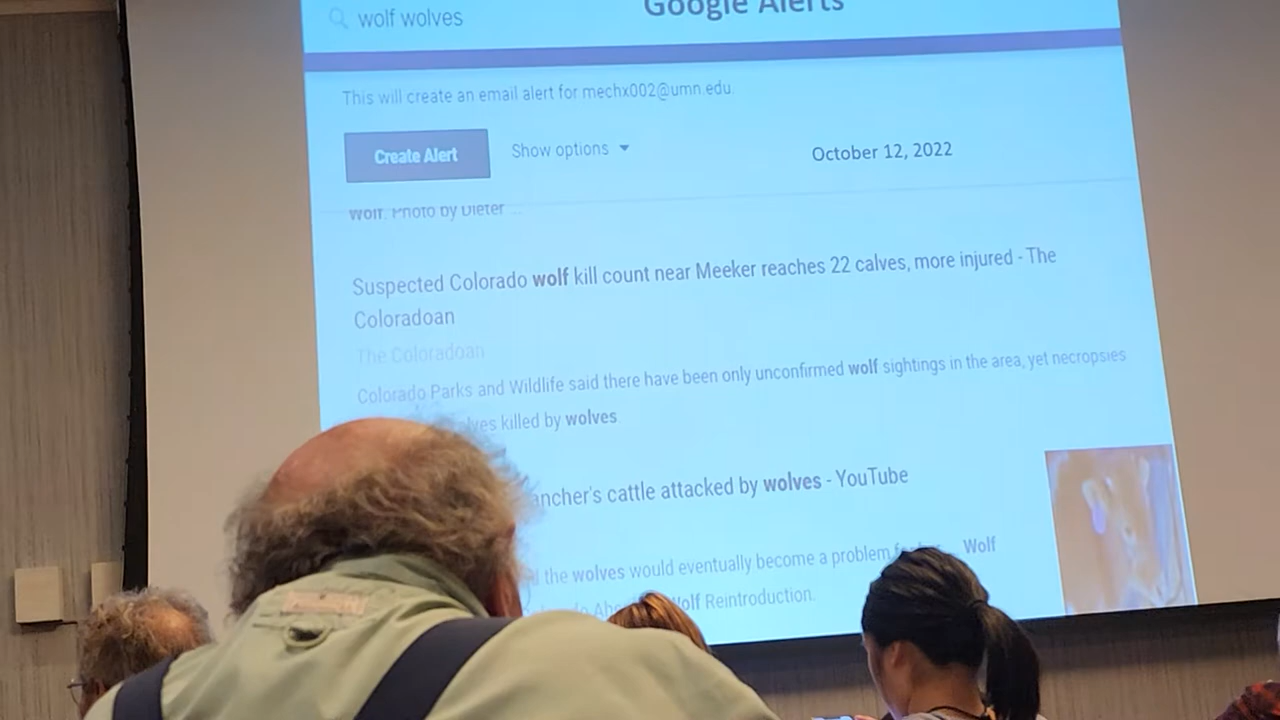 wolf wolves
Google Alerts
This will create an email alert for mechx002@umn.edu.
Create Alert
Show options
October 12, 2022
Wolf. Photo by Dieter ...
Suspected Colorado wolf kill count near Meeker reaches 22 calves, more injured - The
Coloradoan
The Coloradoan
Colorado Parks and Wildlife said there have been only unconfirmed wolf sightings in the area, yet necropsies
killed by wolves
cattle attacked by wolves - YouTube
the wolves would eventually become a problem Wolf
Reintroduction.